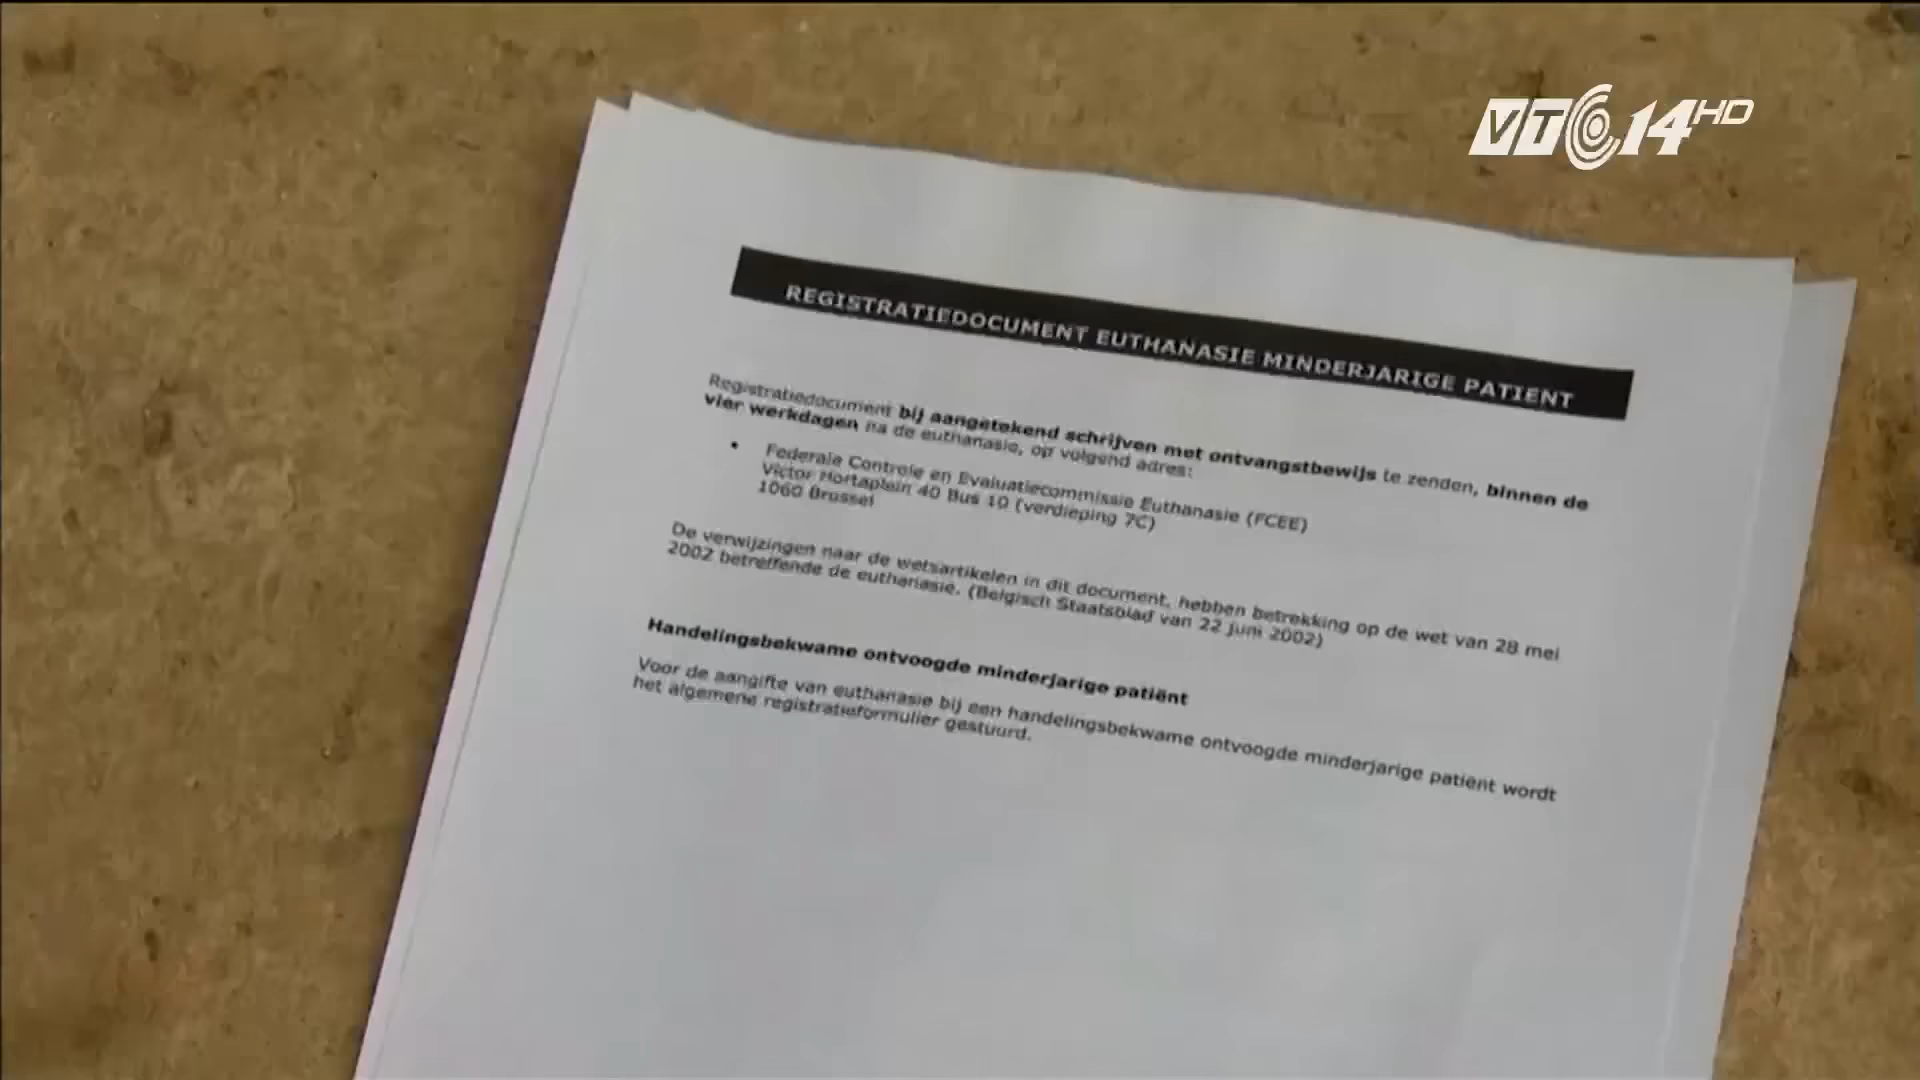 VTC14HD
REGISTRATIEDOCUMENT EUTHANASIE MINDERJARIGE PATIENT
Registratiedocument bij aangetekend schrijven met ontvangstbewijs te zenden, binnen de
vier werkdagen na de euthanasie, op volgend adres:
• Federale Controle en Evaluatiecommissie Euthanasie (FCEE)
Victor Hortaplein 40 Bus 10 (verdieping 7C)
1060 Brussel
De verwijzingen naar de wetsartikelen in dit document, hebben betrekking op de wet van 28 mei
2002 betreffende de euthanasie. (Belgisch Staatsblad van 22 juni 2002)
Handelingsbekwame ontvoogde minderjarige patiënt
Voor de aangifte van euthanasie bij een handelingsbekwame ontvoogde minderjarige patient wordt
het algemene registratieformulier gestuurd.